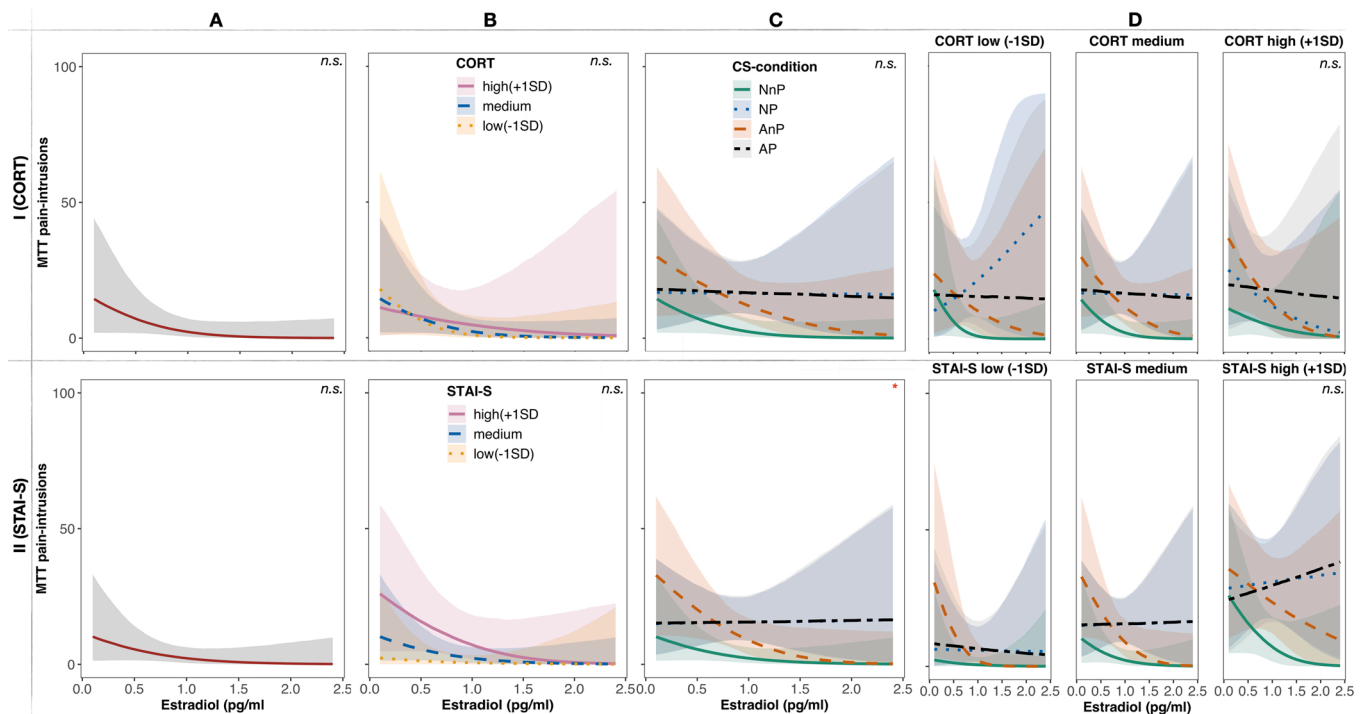 A B C D
CORT low (-1SD) CORT medium CORT high (+1SD)
I (CORT)
MTT pain-intrusions
100
50
0
n.s.
CORT
n.s.
high(+1SD)
medium
low(-1SD)
CS-condition
n.s.
NnP
NP
AnP
AP
n.s.
STAI-S low (-1SD) STAI-S medium STAI-S high (+1SD)
II (STAI-S)
MTT pain-intrusions
100
50
0
n.s.
STAI-S
n.s.
high(+1SD
medium
low(-1SD)
*
n.s.
0.0 0.5 1.0 1.5 2.0 2.5 0.0 0.5 1.0 1.5 2.0 2.5 0.0 0.5 1.0 1.5 2.0 2.5 0.0 0.5 1.0 1.5 2.0 2.5 0.0 0.5 1.0 1.5 2.0 2.5 0.0 0.5 1.0 1.5 2.0 2.5
Estradiol (pg/ml Estradiol (pg/ml) Estradiol (pg/ml) Estradiol (pg/ml)